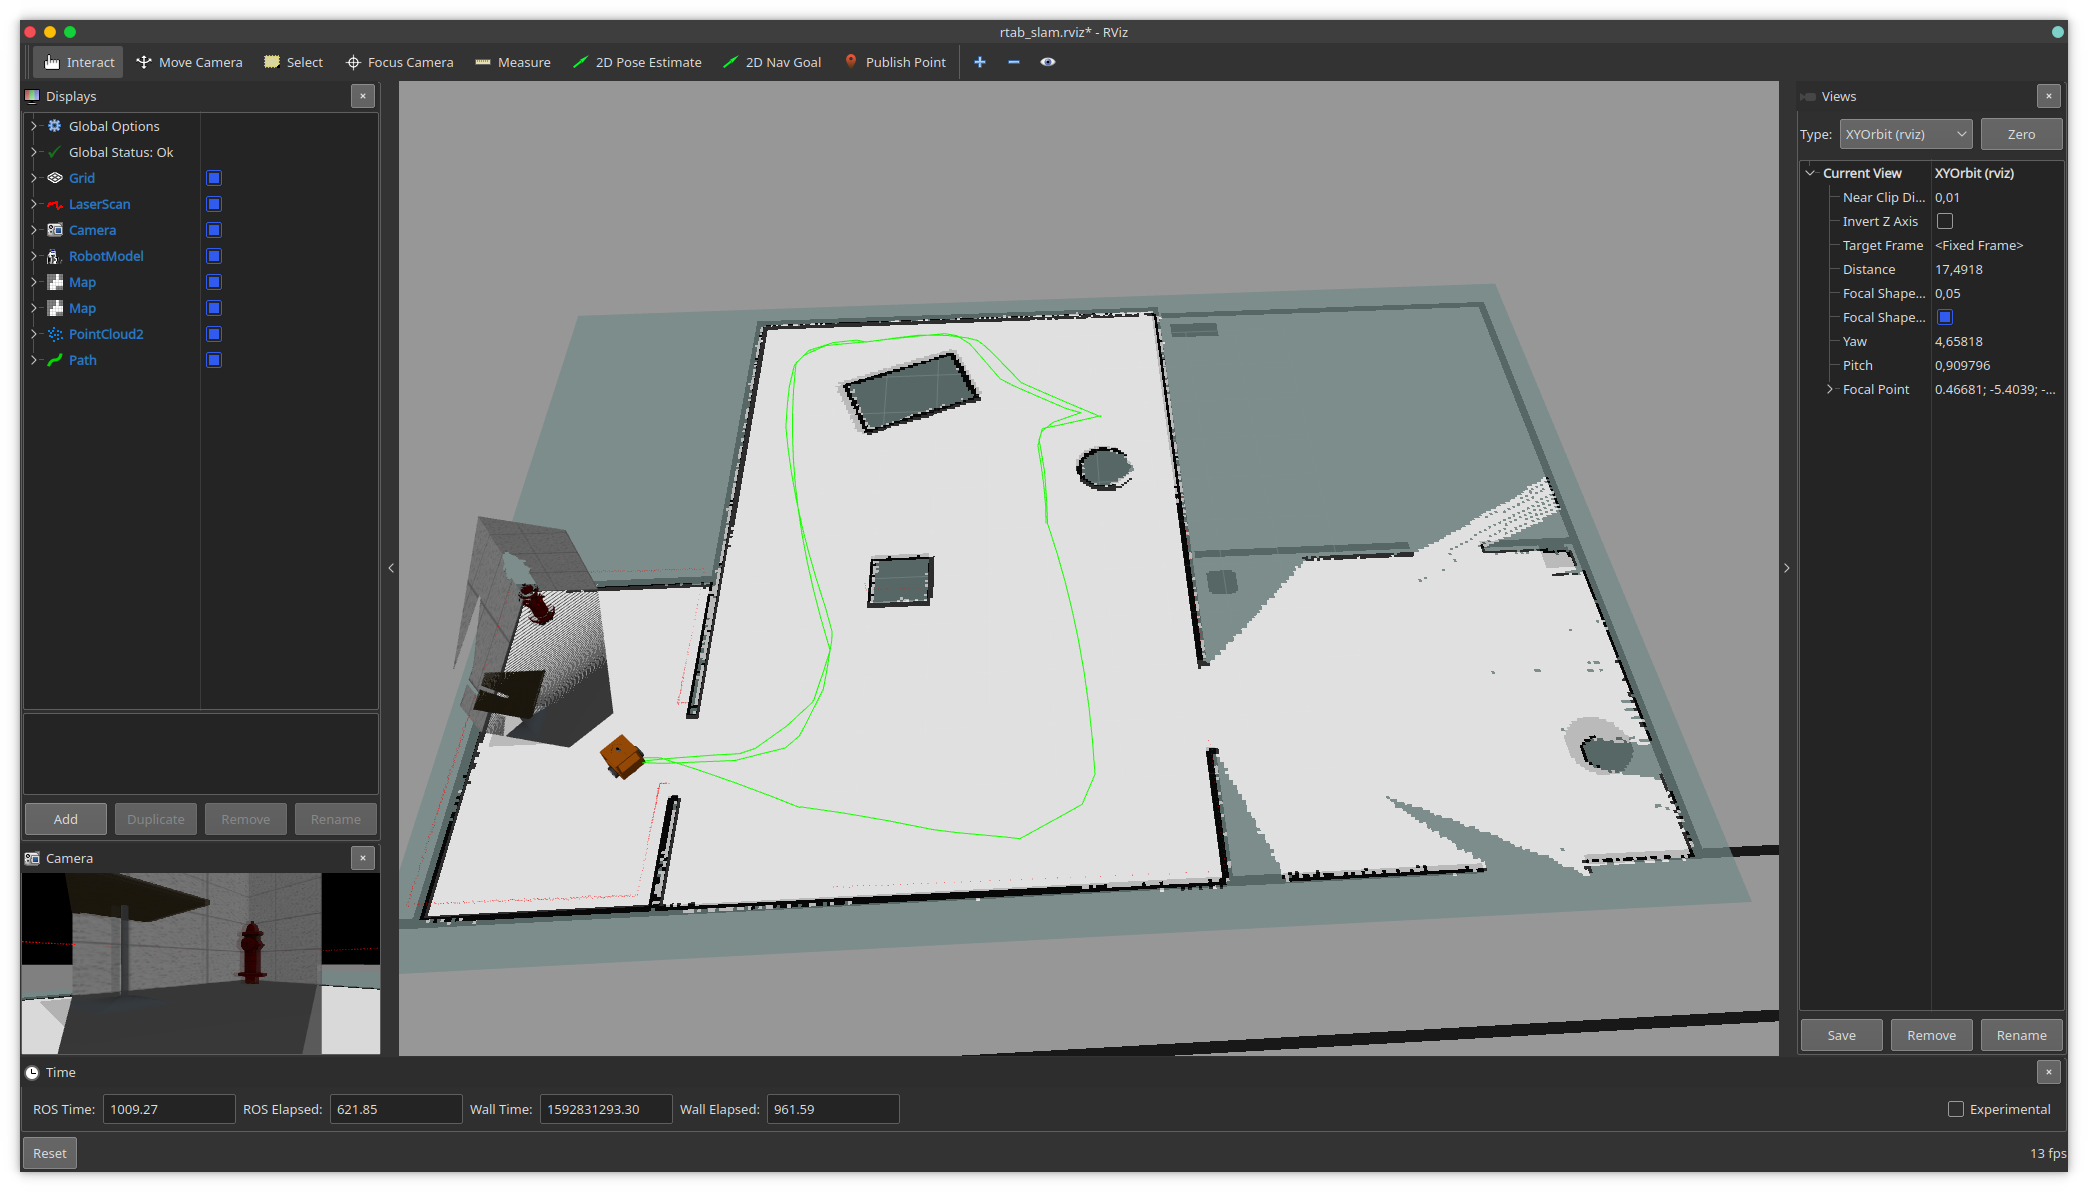 rtab_slam.rviz* - RViz
Interact Move Camera Select Focus Camera Measure 2D Pose Estimate 2D Nav Goal Publish Point
Displays
Global Options
Global Status: Ok
Grid
LaserScan
Camera
RobotModel
Map
Map
PointCloud2
Path
Add Duplicate Remove Rename
Camera
Views
Type: XYOrbit (rviz) Zero
Current View XYOrbit (rviz)
Near Clip Di... 0,01
Invert Z Axis
Target Frame <Fixed Frame>
Distance 17,4918
Focal Shape... 0,05
Focal Shape...
Yaw 4,65818
Pitch 0,909796
Focal Point 0.46681; -5.4039; -...
Save Remove Rename
Time
ROS Time: 1009.27 ROS Elapsed: 621.85 Wall Time: 1592831293.30 Wall Elapsed: 961.59 Experimental
Reset 13 fps